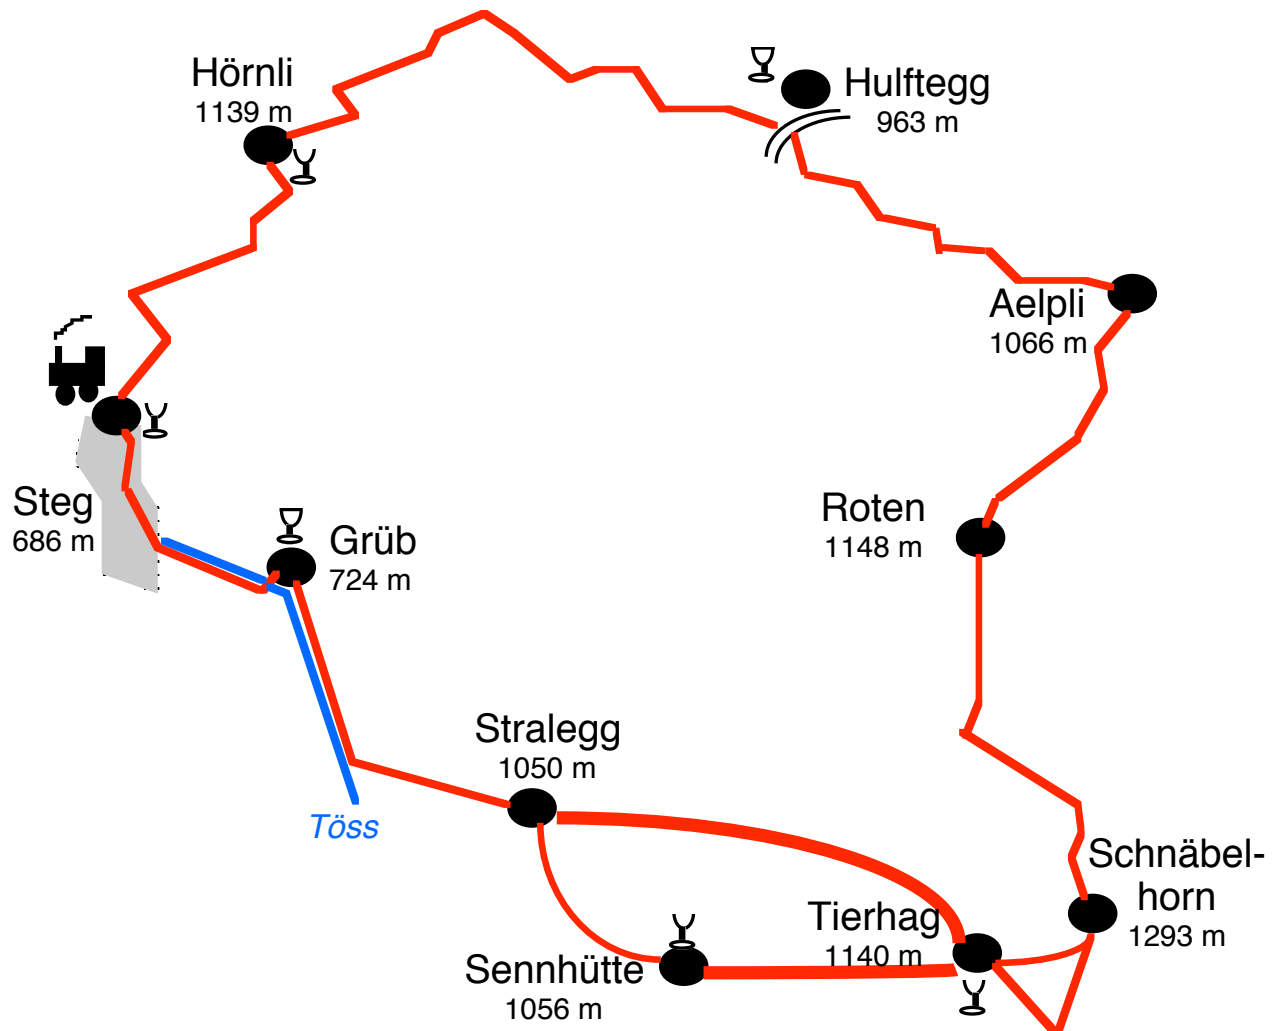 Hörnli
1139 m
Hulftegg
963 m
Aelpli
1066 m
Steg
686 m
Grüb
724 m
Roten
1148 m
Stralegg
1050 m
Töss
Schnäbel-
horn
1293 m
Tierhag
1140 m
Sennhütte
1056 m